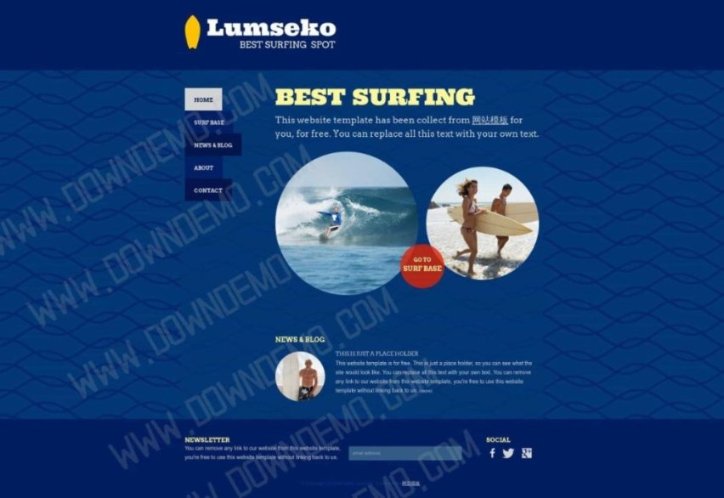 Lumseko
BEST SURFING SPOT
HOME
SURF BASE
NEWS & BLOG
ABOUT
CONTACT
BEST SURFING
This website template has been collect from 网站模板 for
you, for free. You can replace all this text with your own text.
GO TO
SURF BASE
NEWS & BLOG
THIS IS JUST A PLACE HOLDER
This website template is for free. This is just a place holder, so you can see what the
site would look like. You can replace all this text with your own text. You can remove
any link to our website from this website template, you're free to use this website
template without linking back to us.
NEWSLETTER
You can remove any link to our website from this website template,
you're free to use this website template without linking back to us.
email address
SOCIAL
WWW.DOWNDEMO.COM
WWW.DOWNDEMO.COM
WWW.DOWNDEMO.COM
WWW.DOWNDEMO.COM